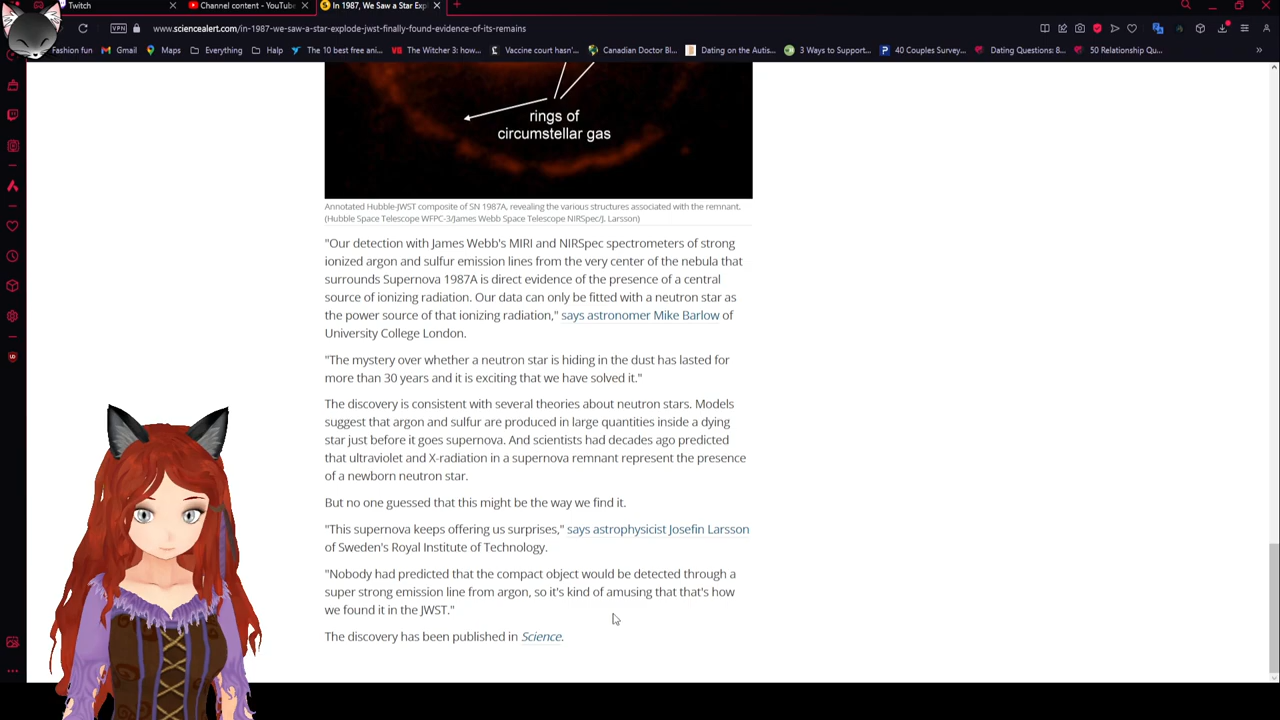 Twitch
Channel content - YouTube
In 1987, We Saw a Star Expl
VPN
www.sciencealert.com/in-1987-we-saw-a-star-explode-jwst-finally-found-evidence-of-its-remains
Fashion fun
Gmail
Maps
Everything
Halp
The 10 best free ani...
The Witcher 3: how...
Vaccine court hasn'...
Canadian Doctor Bl...
Dating on the Autis...
3 Ways to Support...
40 Couples Survey...
Dating Questions: 8...
50 Relationship Qu...
rings of
circumstellar gas
Annotated Hubble-JWST composite of SN 1987A, revealing the various structures associated with the remnant.
(Hubble Space Telescope WFPC-3/James Webb Space Telescope NIRSpec/J. Larsson)
"Our detection with James Webb's MIRI and NIRSpec spectrometers of strong
ionized argon and sulfur emission lines from the very center of the nebula that
surrounds Supernova 1987A is direct evidence of the presence of a central
source of ionizing radiation. Our data can only be fitted with a neutron star as
the power source of that ionizing radiation," says astronomer Mike Barlow of
University College London.
"The mystery over whether a neutron star is hiding in the dust has lasted for
more than 30 years and it is exciting that we have solved it."
The discovery is consistent with several theories about neutron stars. Models
suggest that argon and sulfur are produced in large quantities inside a dying
star just before it goes supernova. And scientists had decades ago predicted
that ultraviolet and X-radiation in a supernova remnant represent the presence
of a newborn neutron star.
But no one guessed that this might be the way we find it.
"This supernova keeps offering us surprises," says astrophysicist Josefin Larsson
of Sweden's Royal Institute of Technology.
"Nobody had predicted that the compact object would be detected through a
super strong emission line from argon, so it's kind of amusing that that's how
we found it in the JWST."
The discovery has been published in Science.